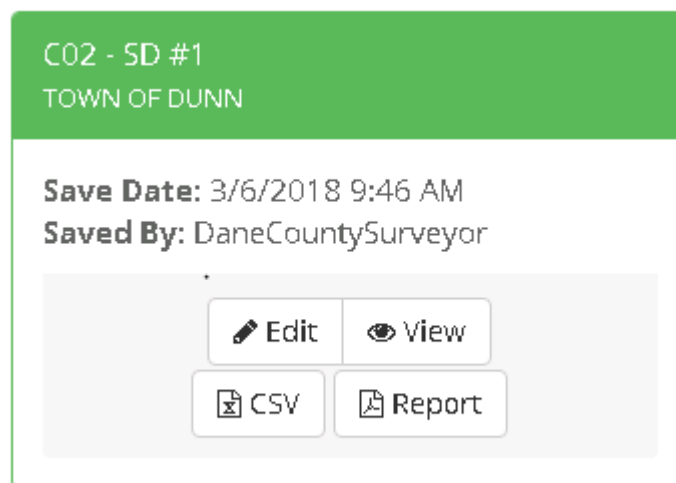 C02 - SD #1
TOWN OF DUNN
Save Date: 3/6/2018 9:46 AM
Saved By: DaneCountySurveyor
Edit View
CSV Report